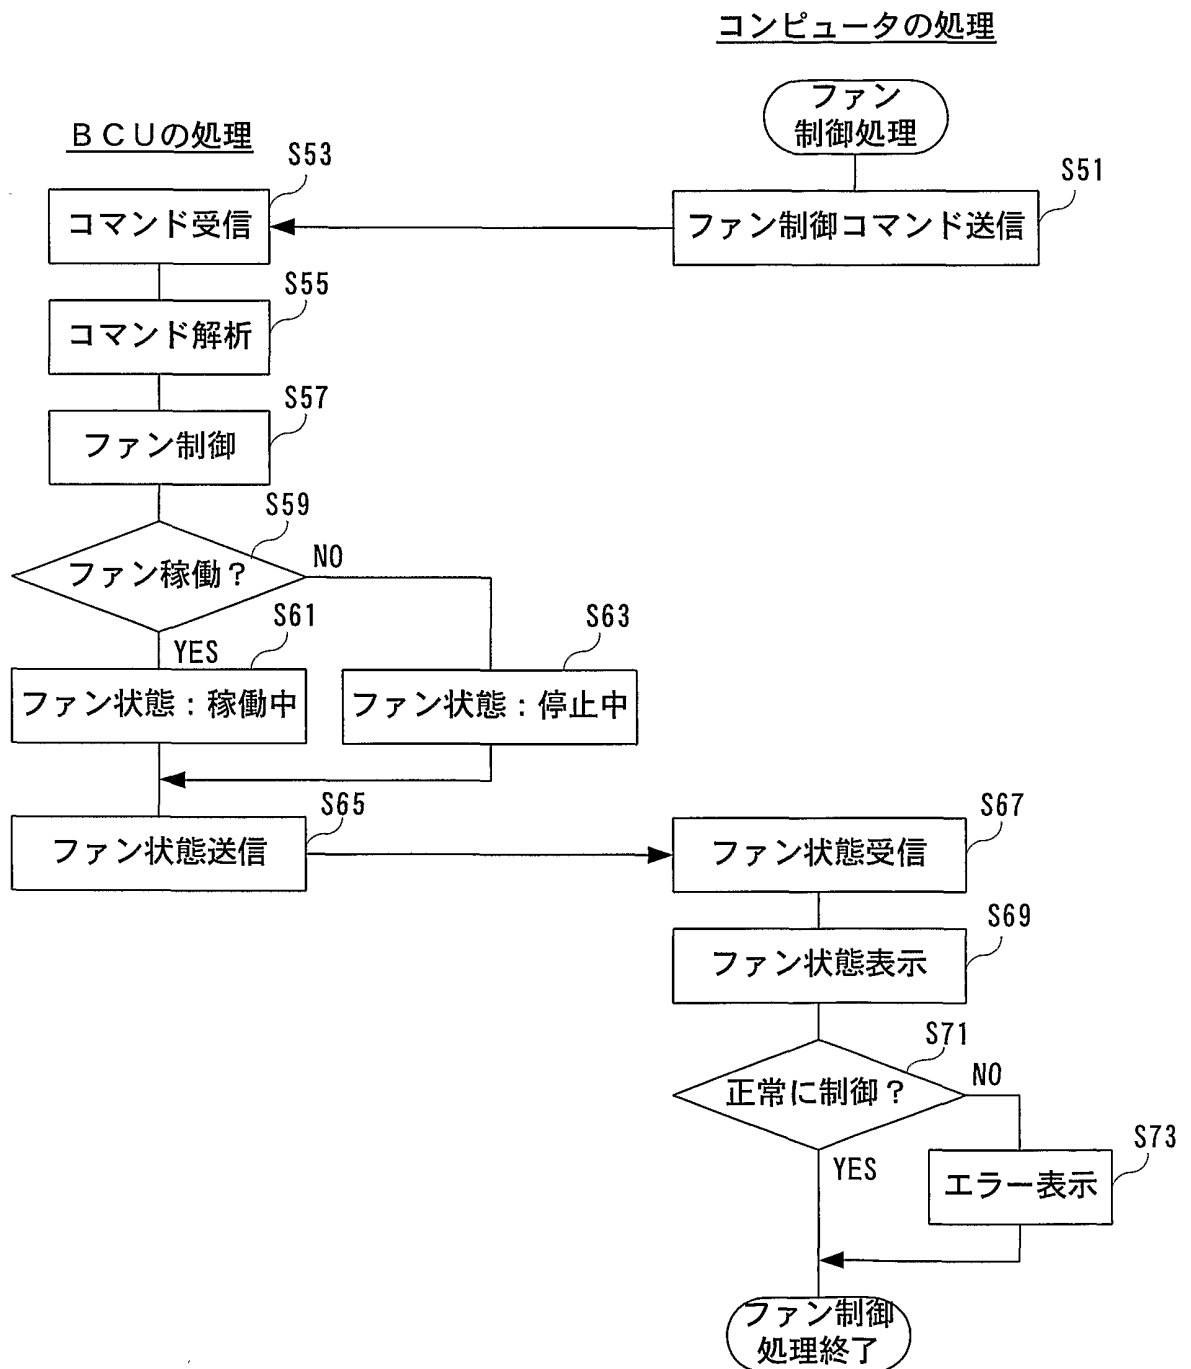 コンピュータの処理
ファン
制御処理
S51
ファン制御コマンド送信
ＢＣＵの処理
S53
コマンド受信
S55
コマンド解析
S57
ファン制御
S59
ファン稼働？
NO
YES
S61
ファン状態：稼働中
S63
ファン状態：停止中
S65
ファン状態送信
S67
ファン状態受信
S69
ファン状態表示
S71
正常に制御？
NO
YES
S73
エラー表示
ファン制御
処理終了